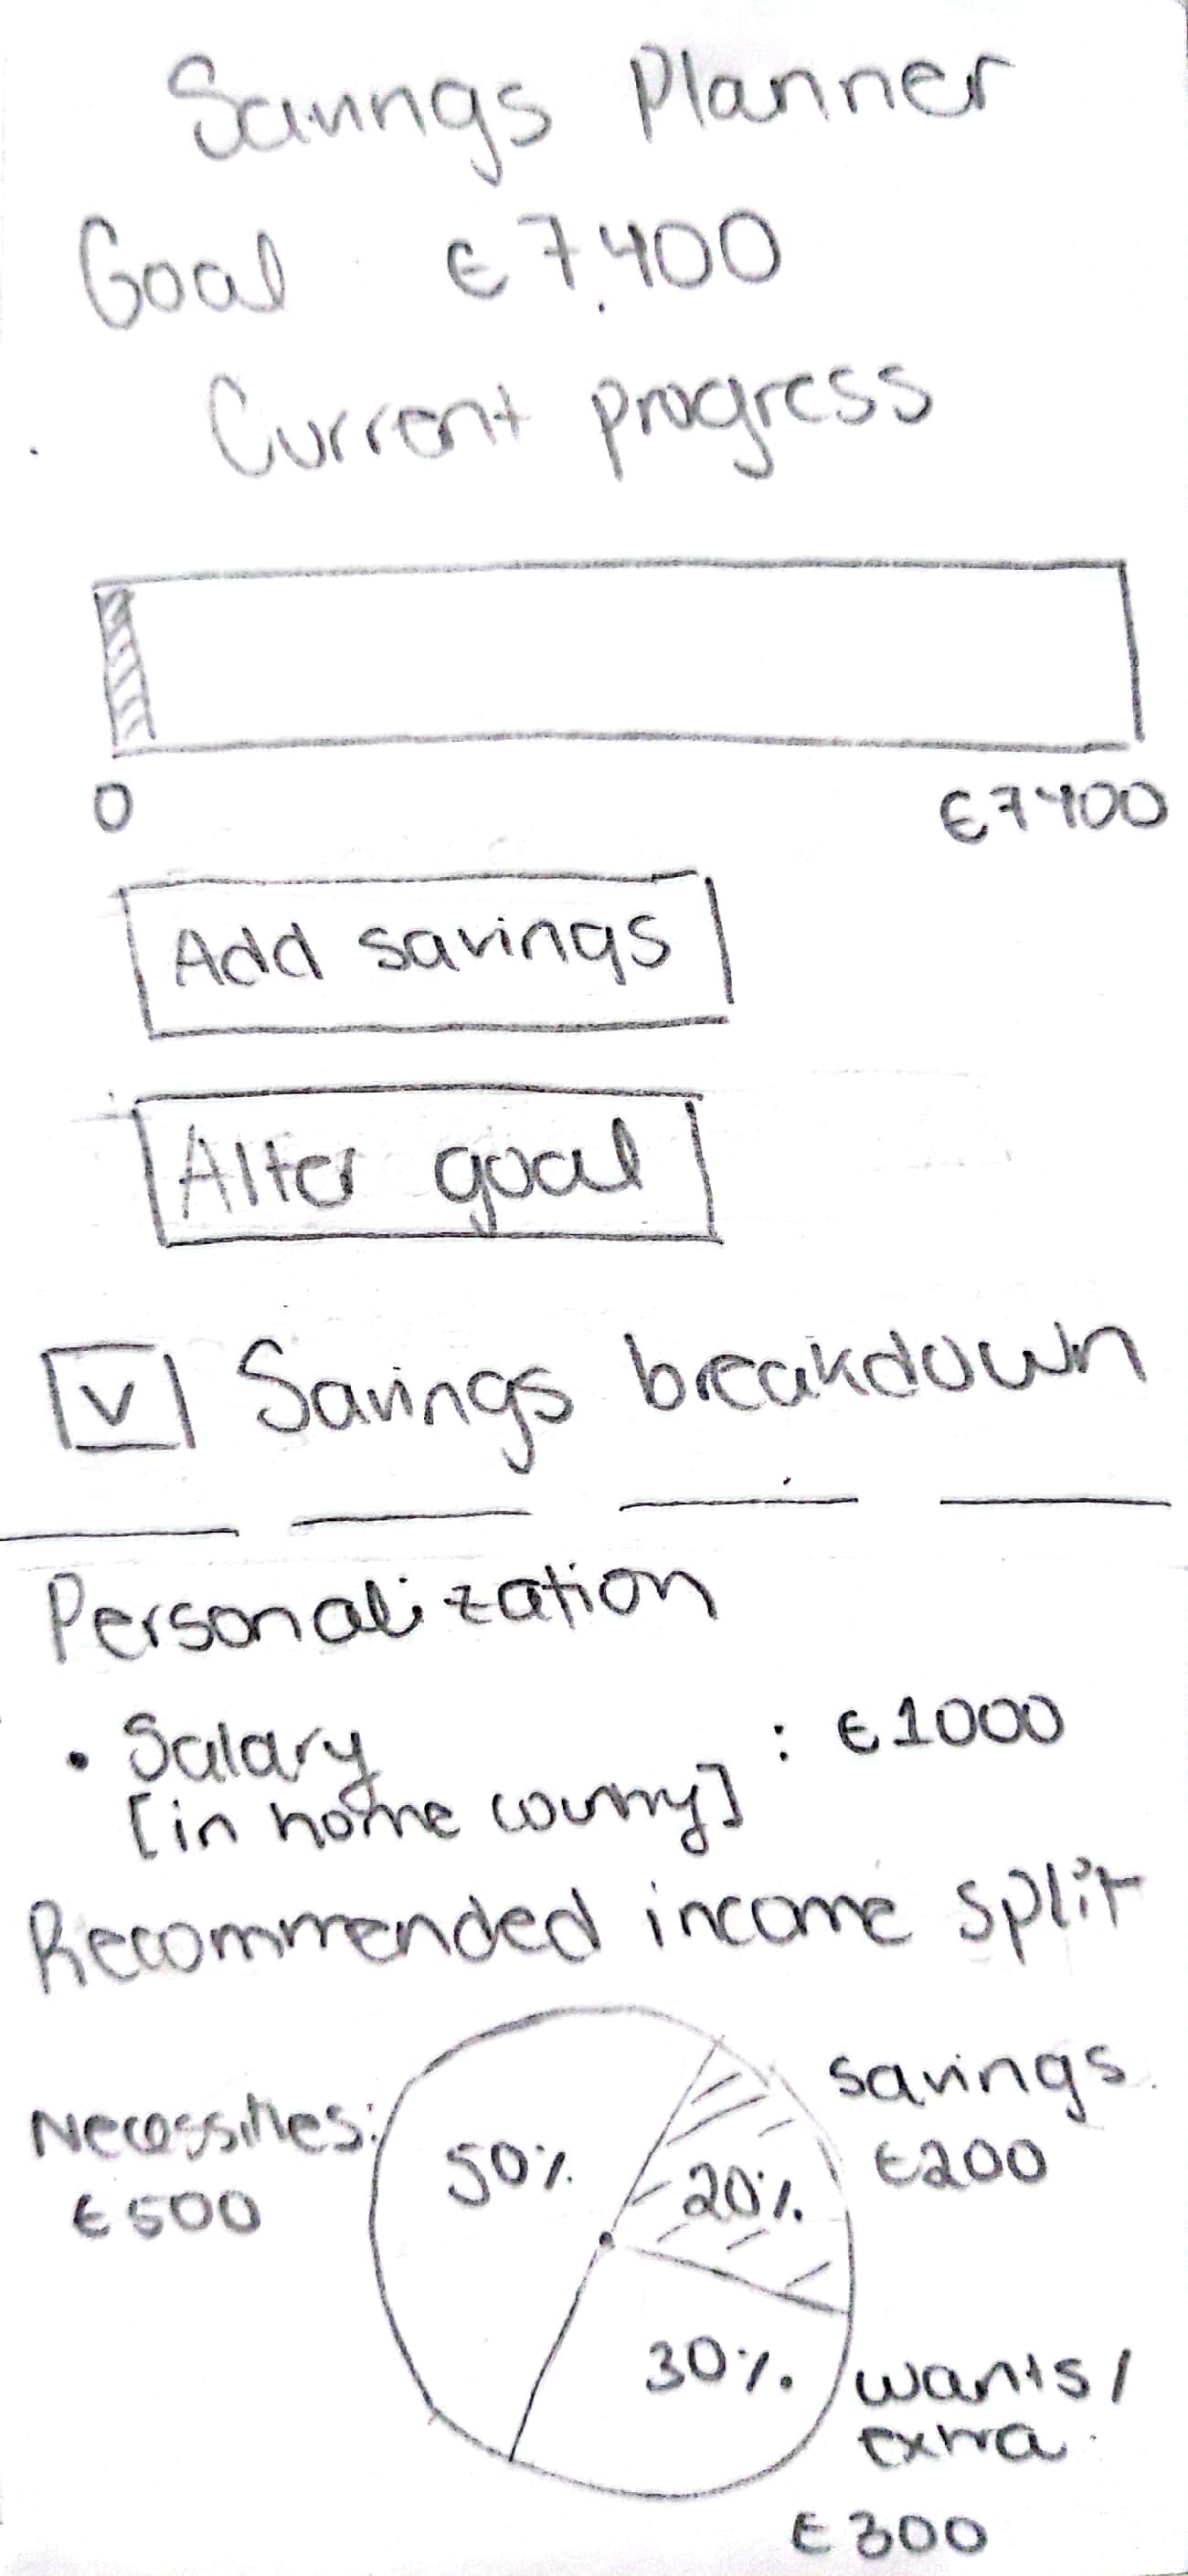 Savings Planner
Goal €7,400
Current progress
0 €7400
Add savings
Alter goal
v Savings breakdown
Personalization
• Salary : €1000
[in home country]
Recommended income split
Necessities: 50% 20% savings
€500 €200
30% wants/
extra
€300